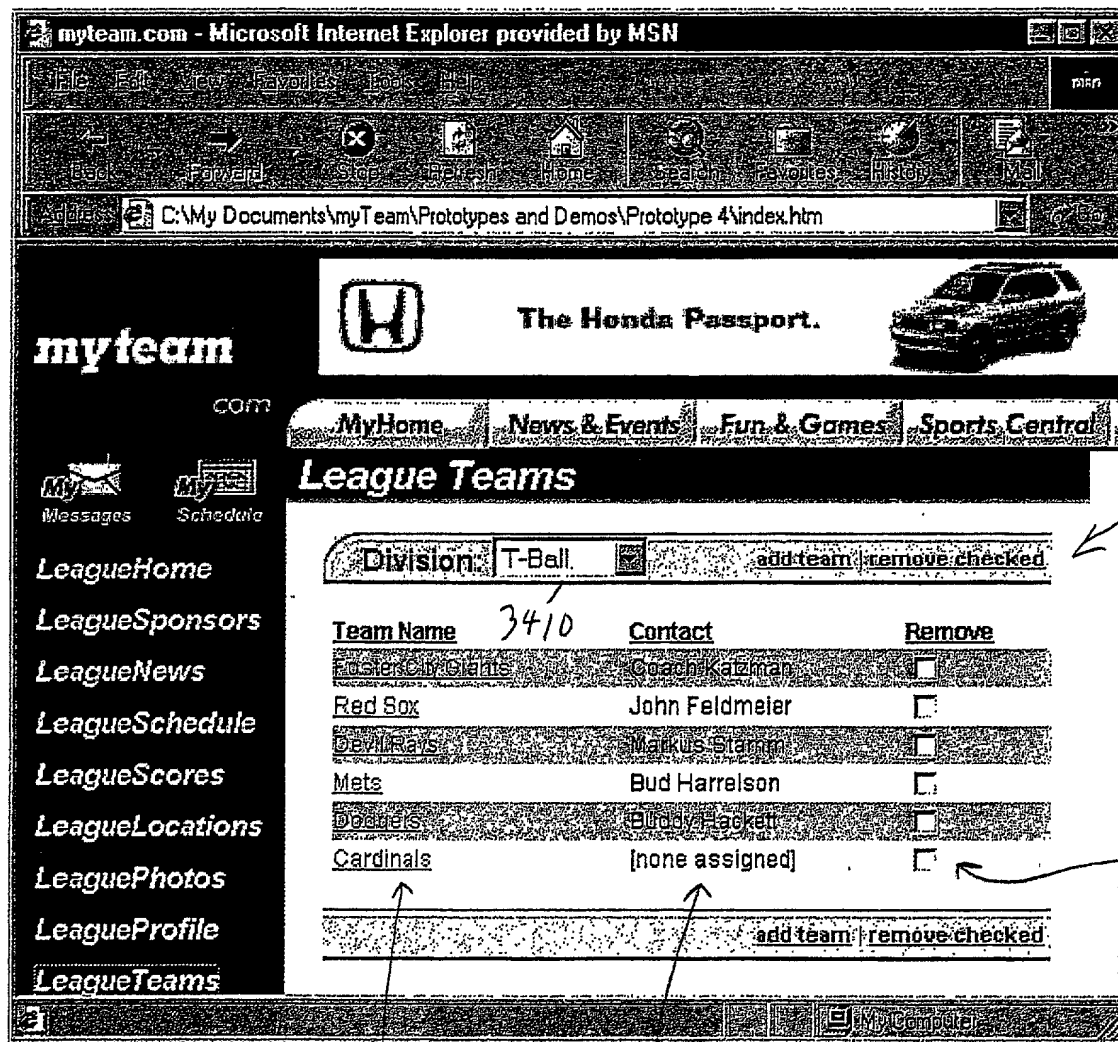 myteam.com - Microsoft Internet Explorer provided by MSN
File Edit View Favorites Tools Help
msn
Back Forward Stop Refresh Home Search Favorites History Mail
Address C:\My Documents\myTeam\Prototypes and Demos\Prototype 4\index.htm Go
H The Honda Passport.
myteam
com
MyHome News & Events Fun & Games Sports Central
My My
Messages Schedule
League Teams
Division: T-Ball add team | remove checked
3410
Team Name Contact Remove
Foster City Giants Coach Katzman
Red Sox John Feldmeier
Devil Rays Markus Stamm
Mets Bud Harrelson
Dodgers Buddy Hackett
Cardinals [none assigned]
add team | remove checked
LeagueHome
LeagueSponsors
LeagueNews
LeagueSchedule
LeagueScores
LeagueLocations
LeaguePhotos
LeagueProfile
LeagueTeams
My Computer